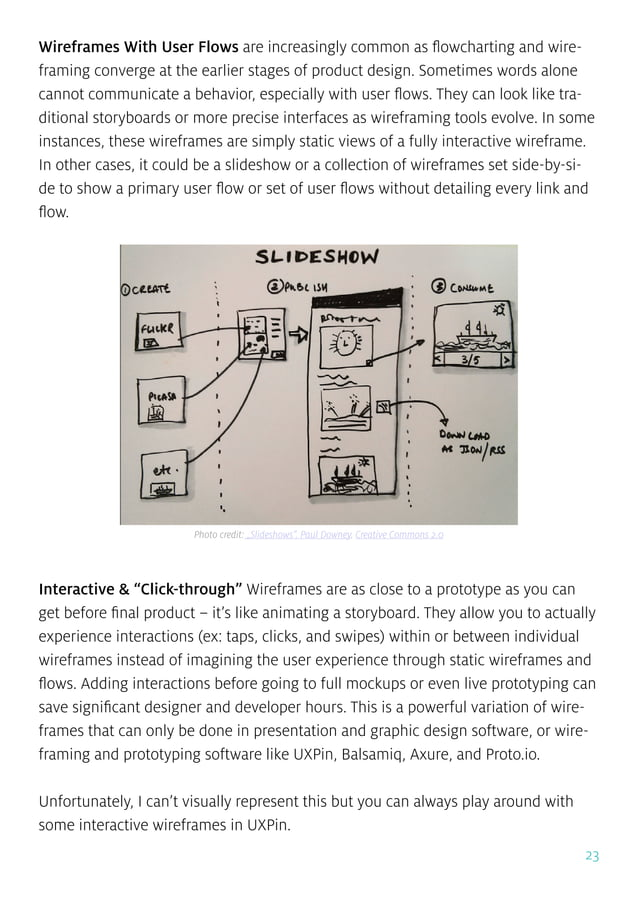 Wireframes With User Flows are increasingly common as flowcharting and wire-
framing converge at the earlier stages of product design. Sometimes words alone
cannot communicate a behavior, especially with user flows. They can look like tra-
ditional storyboards or more precise interfaces as wireframing tools evolve. In some
instances, these wireframes are simply static views of a fully interactive wireframe.
In other cases, it could be a slideshow or a collection of wireframes set side-by-si-
de to show a primary user flow or set of user flows without detailing every link and
flow.
SLIDESHOW
① CREATE
② PUBLISH
③ CONSUME
FLICKR
PICASA
etc.
3/5
DOWNLOAD
AS JSON/RSS
Photo credit: „Slideshows”. Paul Downey. Creative Commons 2.0
Interactive & “Click-through” Wireframes are as close to a prototype as you can
get before final product – it’s like animating a storyboard. They allow you to actually
experience interactions (ex: taps, clicks, and swipes) within or between individual
wireframes instead of imagining the user experience through static wireframes and
flows. Adding interactions before going to full mockups or even live prototyping can
save significant designer and developer hours. This is a powerful variation of wire-
frames that can only be done in presentation and graphic design software, or wire-
framing and prototyping software like UXPin, Balsamiq, Axure, and Proto.io.
Unfortunately, I can’t visually represent this but you can always play around with
some interactive wireframes in UXPin.
23